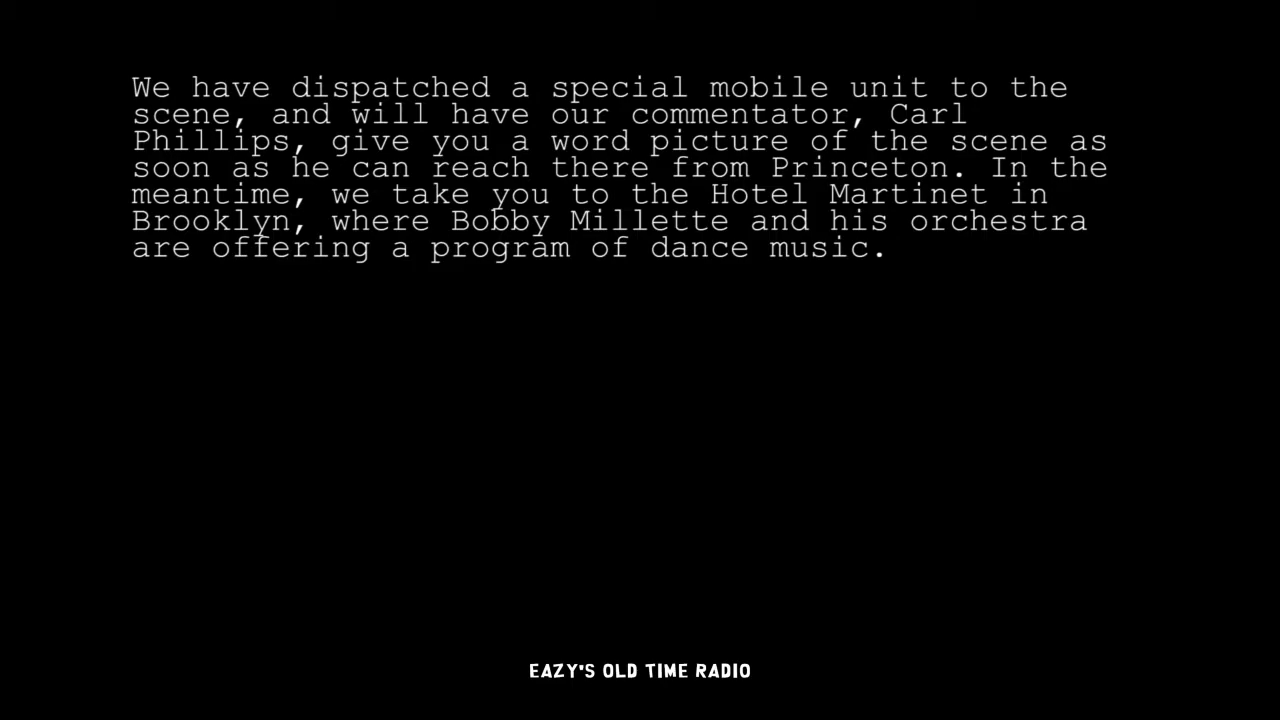 We have dispatched a special mobile unit to the
scene, and will have our commentator, Carl
Phillips, give you a word picture of the scene as
soon as he can reach there from Princeton. In the
meantime, we take you to the Hotel Martinet in
Brooklyn, where Bobby Millette and his orchestra
are offering a program of dance music.
EAZY'S OLD TIME RADIO